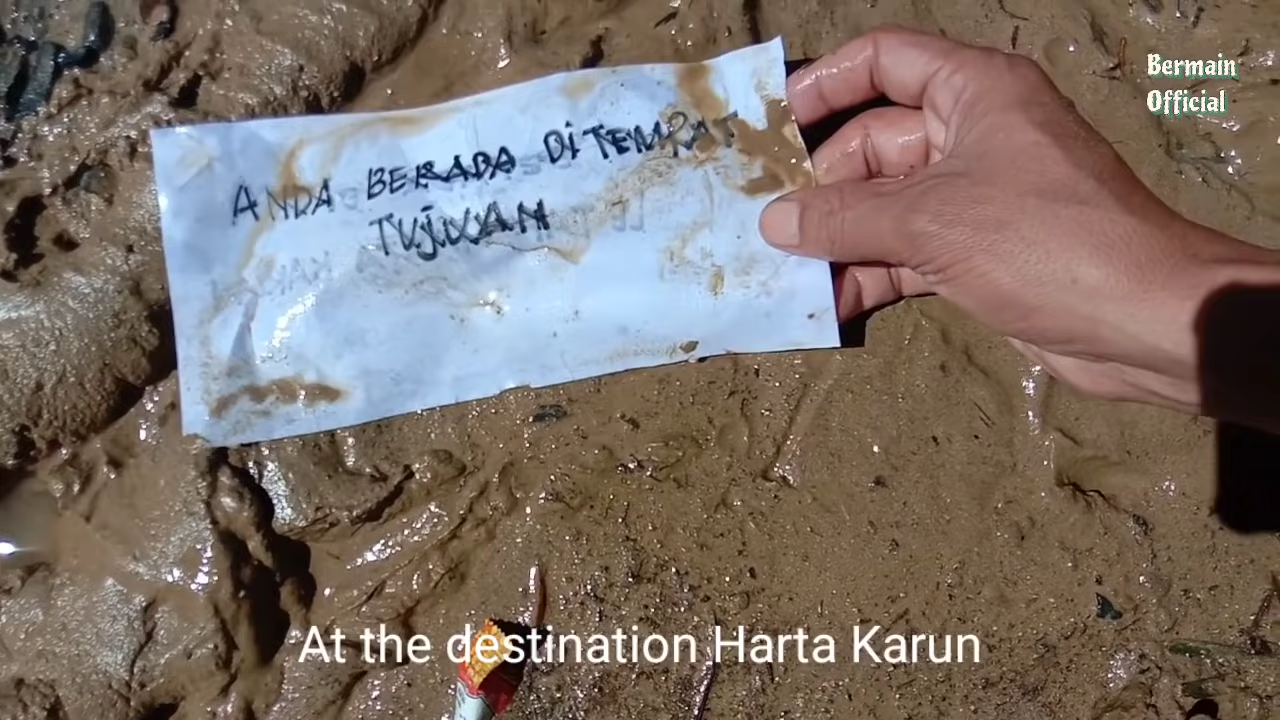 Bermain
Official
ANDA BERADA Di TEMPAT
TUjUAN
At the destination Harta Karun